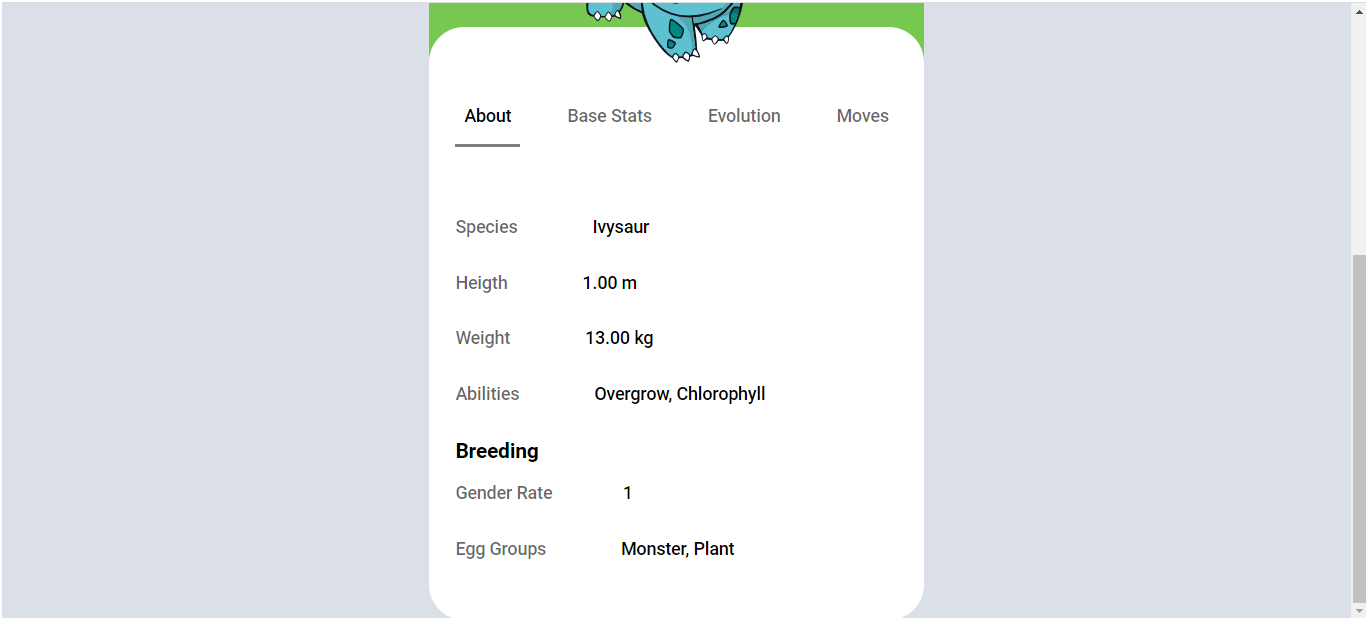 About Base Stats Evolution Moves
Species Ivysaur
Heigth 1.00 m
Weight 13.00 kg
Abilities Overgrow, Chlorophyll
Breeding
Gender Rate 1
Egg Groups Monster, Plant